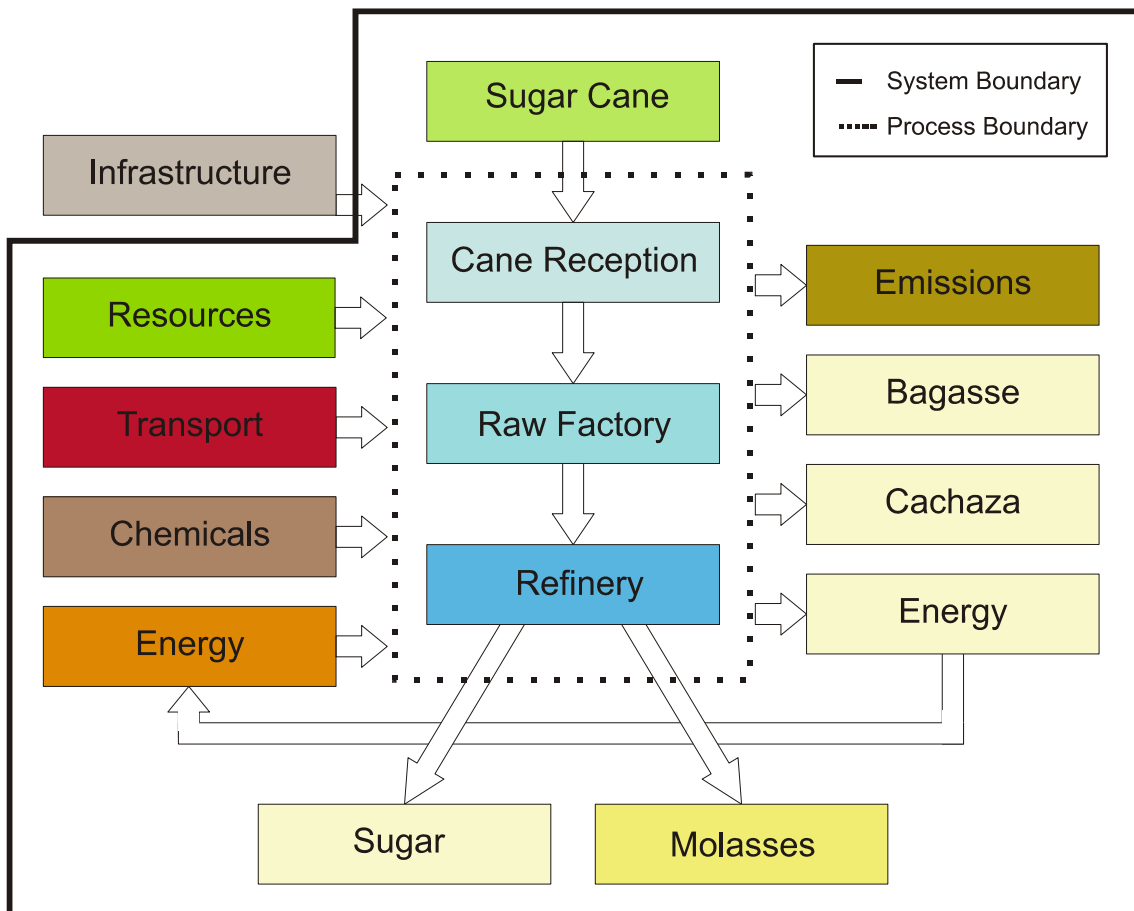 System Boundary
Process Boundary
Sugar Cane
Infrastructure
Cane Reception
Resources
Emissions
Transport
Raw Factory
Bagasse
Chemicals
Cachaza
Refinery
Energy
Energy
Sugar
Molasses